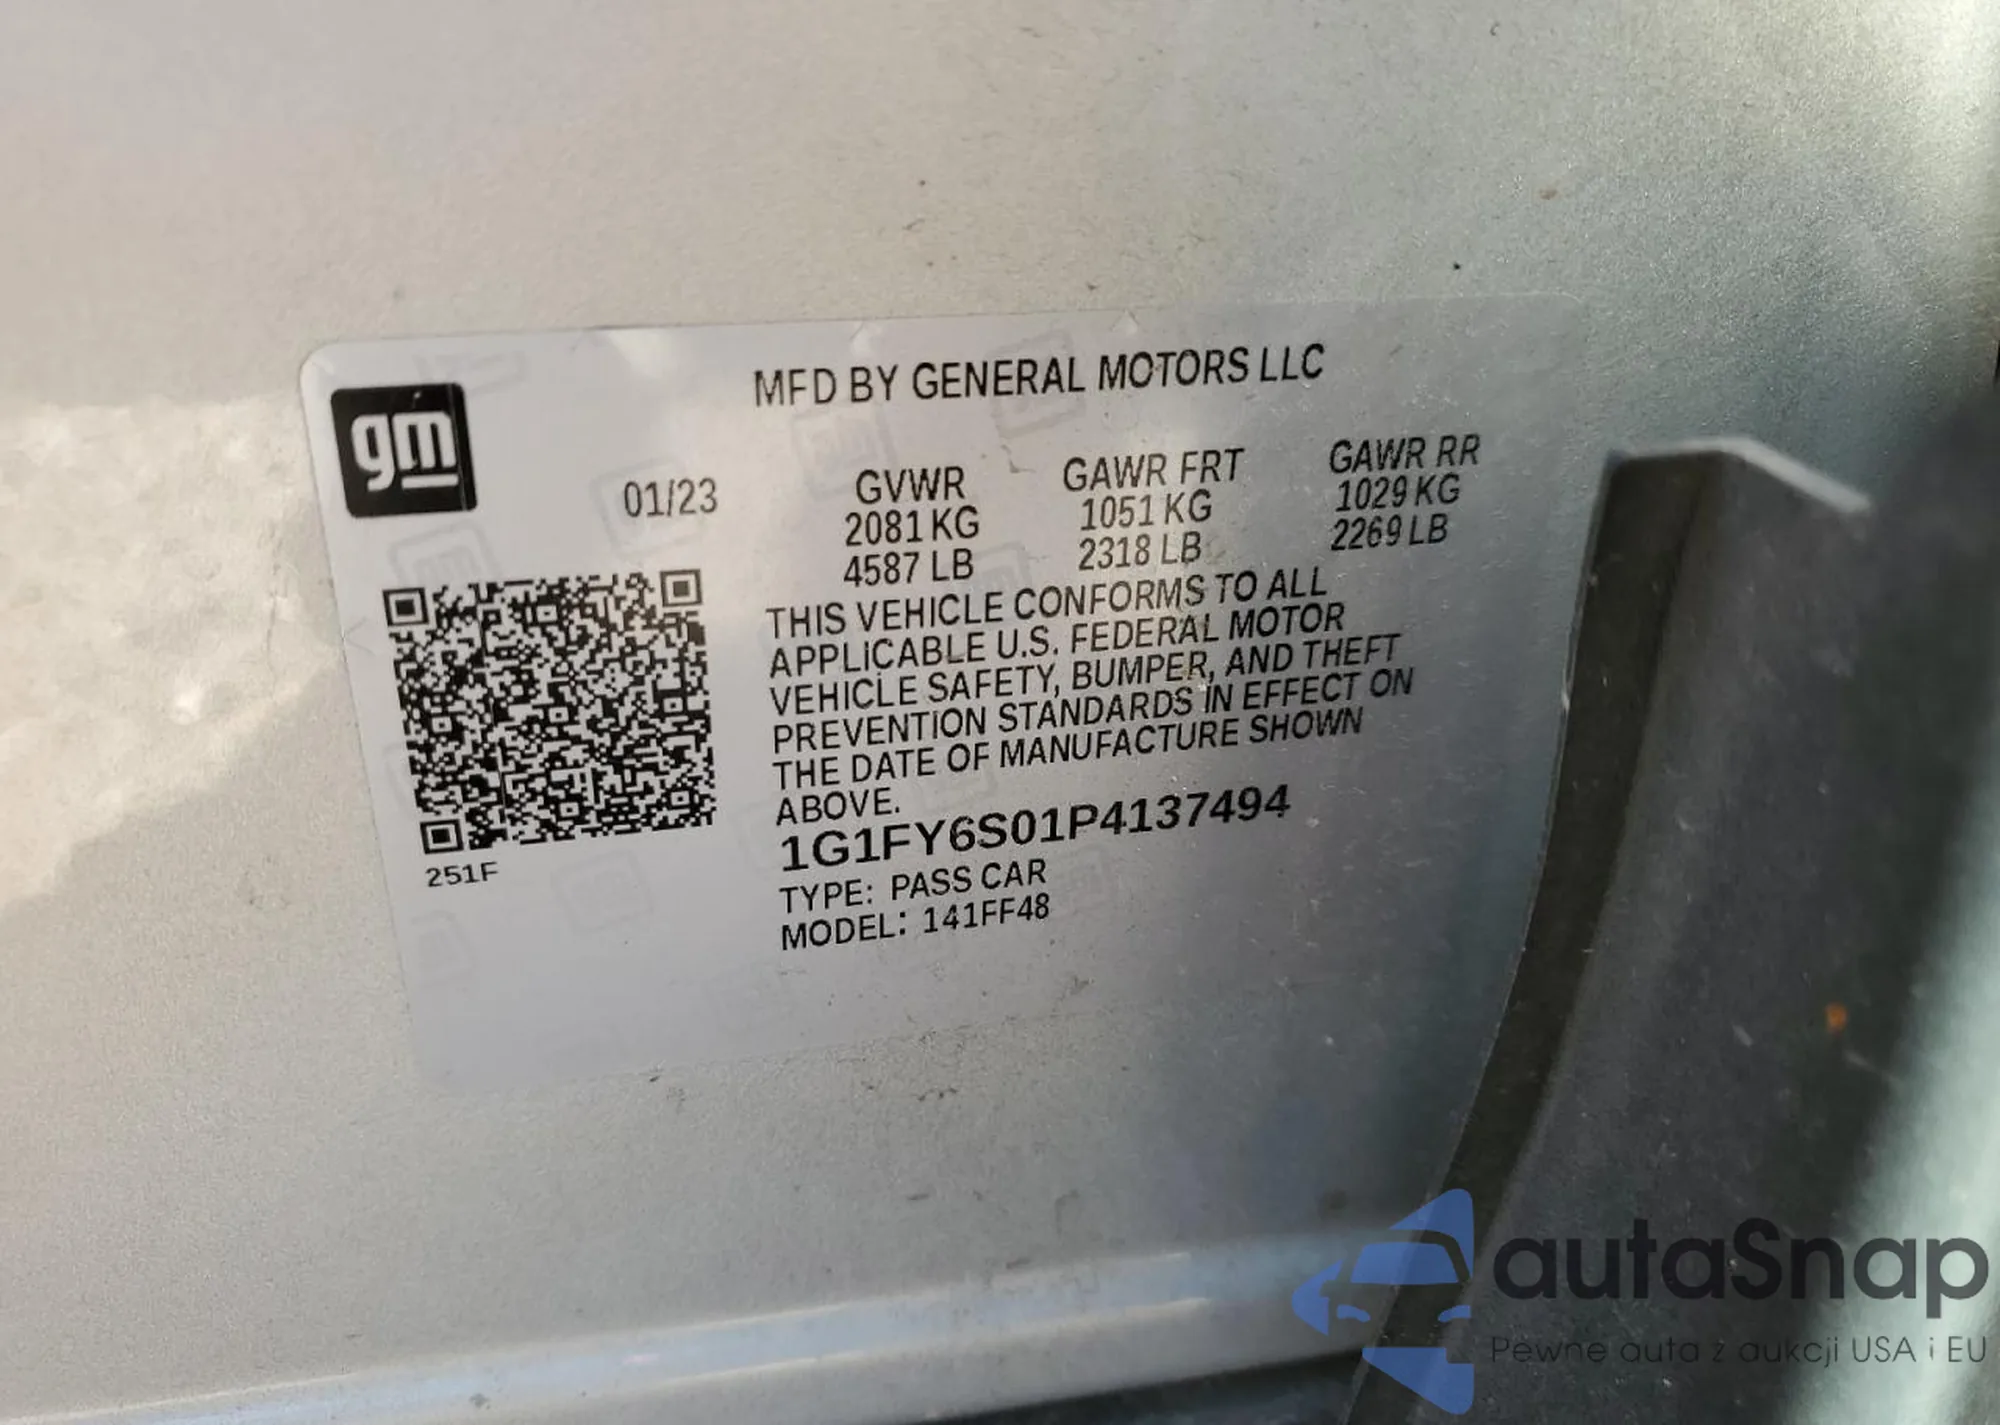 MFD BY GENERAL MOTORS LLC
gm
01/23
GVWR
2081 KG
4587 LB
GAWR FRT
1051 KG
2318 LB
GAWR RR
1029 KG
2269 LB
THIS VEHICLE CONFORMS TO ALL
APPLICABLE U.S. FEDERAL MOTOR
VEHICLE SAFETY, BUMPER, AND THEFT
PREVENTION STANDARDS IN EFFECT ON
THE DATE OF MANUFACTURE SHOWN
ABOVE.
1G1FY6S01P4137494
TYPE: PASS CAR
MODEL: 141FF48
251F
autaSnap
Pewne auta z aukcji USA i EU